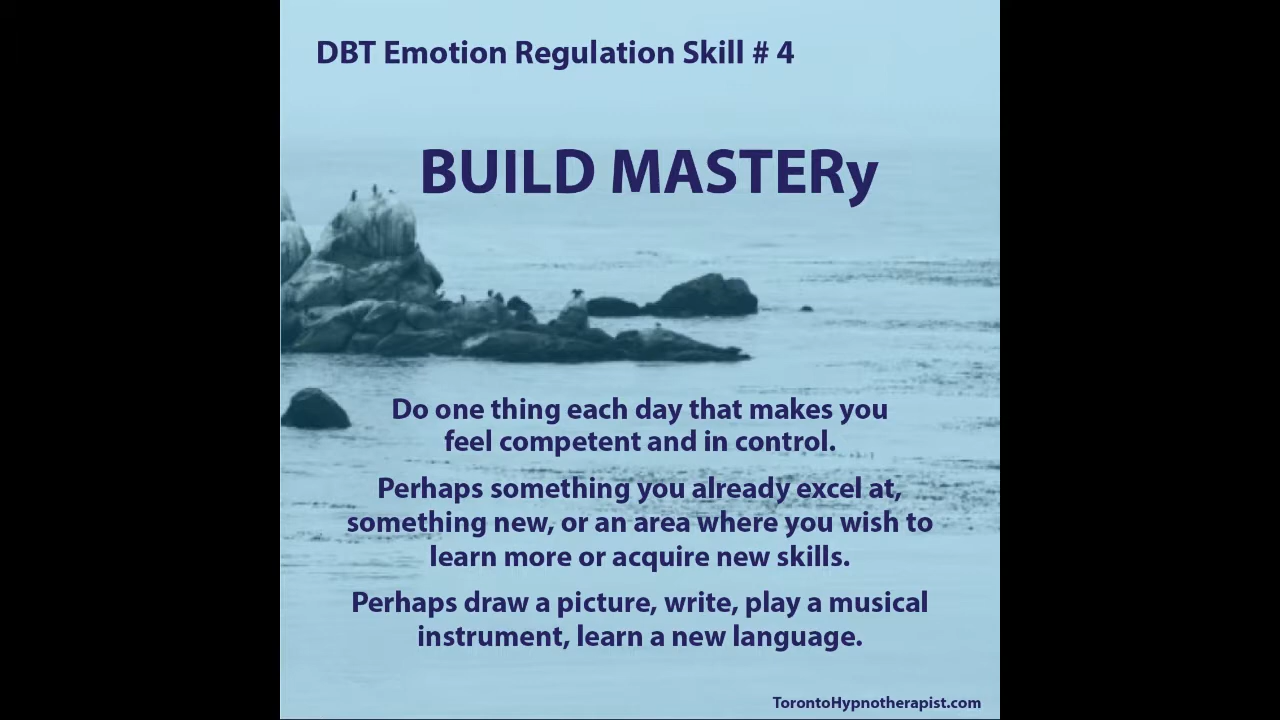 DBT Emotion Regulation Skill # 4
BUILD MASTERy
Do one thing each day that makes you
feel competent and in control.
Perhaps something you already excel at,
something new, or an area where you wish to
learn more or acquire new skills.
Perhaps draw a picture, write, play a musical
instrument, learn a new language.
TorontoHypnotherapist.com